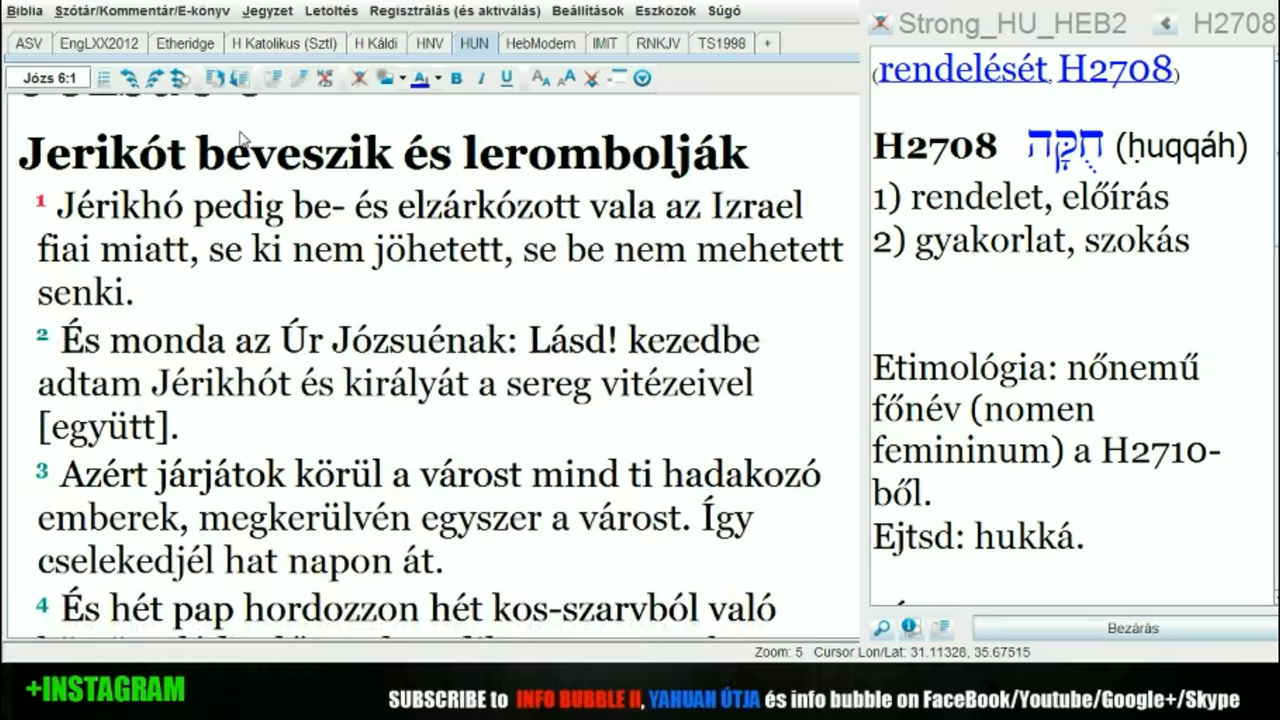 Biblia Szótár/Kommentár/E-könyv Jegyzet Letöltés Regisztrálás (és aktiválás) Beállítások Eszközök Súgó
ASV EngLXX2012 Etheridge H Katolikus (SztI) H Káldi HNV HUN HebModern IMIT RNKJV TS1998 +
Józs 6:1
Jerikót beveszik és lerombolják
1 Jérikhó pedig be- és elzárkózott vala az Izrael
fiai miatt, se ki nem jöhetett, se be nem mehetett
senki.
2 És monda az Úr Józsuénak: Lásd! kezedbe
adtam Jérikhót és királyát a sereg vitézeivel
[együtt].
3 Azért járjátok körül a várost mind ti hadakozó
emberek, megkerülvén egyszer a várost. Így
cselekedjél hat napon át.
4 És hét pap hordozzon hét kos-szarvból való
Strong_HU_HEB2 H2708
(rendelését, H2708)
H2708 חֻקָּה (ḥuqqáh)
1) rendelet, előírás
2) gyakorlat, szokás
Etimológia: nőnemű
főnév (nomen
femininum) a H2710-
ből.
Ejtsd: hukká.
Bezárás
Zoom: 5 Cursor Lon/Lat: 31.11328, 35.67515
+INSTAGRAM
SUBSCRIBE to INFO BUBBLE II, YAHUAH ÚTJA és info bubble on FaceBook/Youtube/Google+/Skype